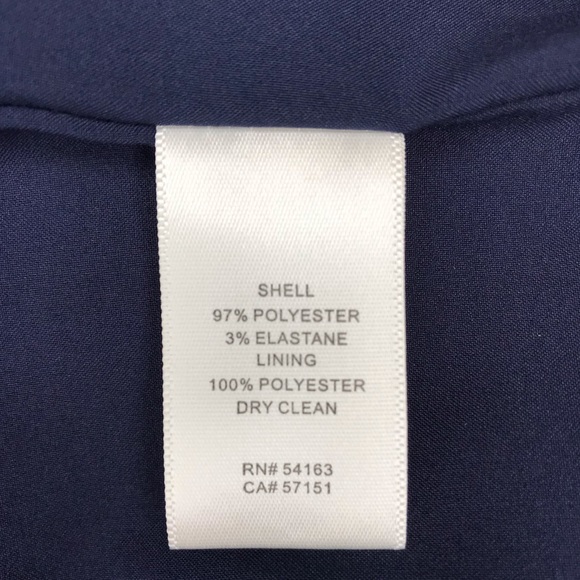 SHELL
97% POLYESTER
3% ELASTANE
LINING
100% POLYESTER
DRY CLEAN
RN# 54163
CA# 57151